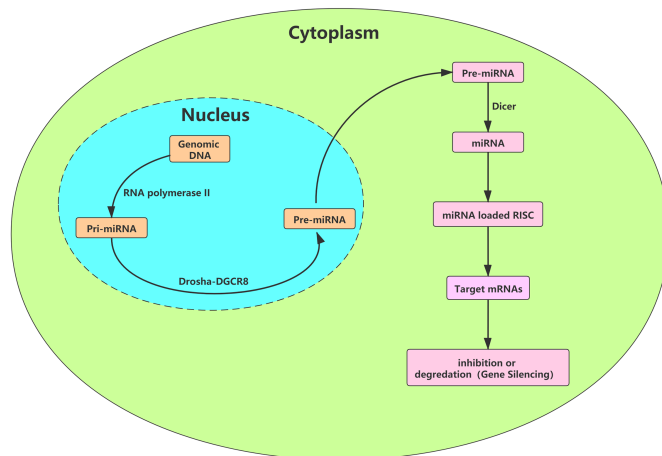 Cytoplasm
Nucleus
Genomic
DNA
RNA polymerase II
Pri-miRNA
Drosha-DGCR8
Pre-miRNA
Pre-miRNA
Dicer
miRNA
miRNA loaded RISC
Target mRNAs
inhibition or
degredation (Gene Silencing)